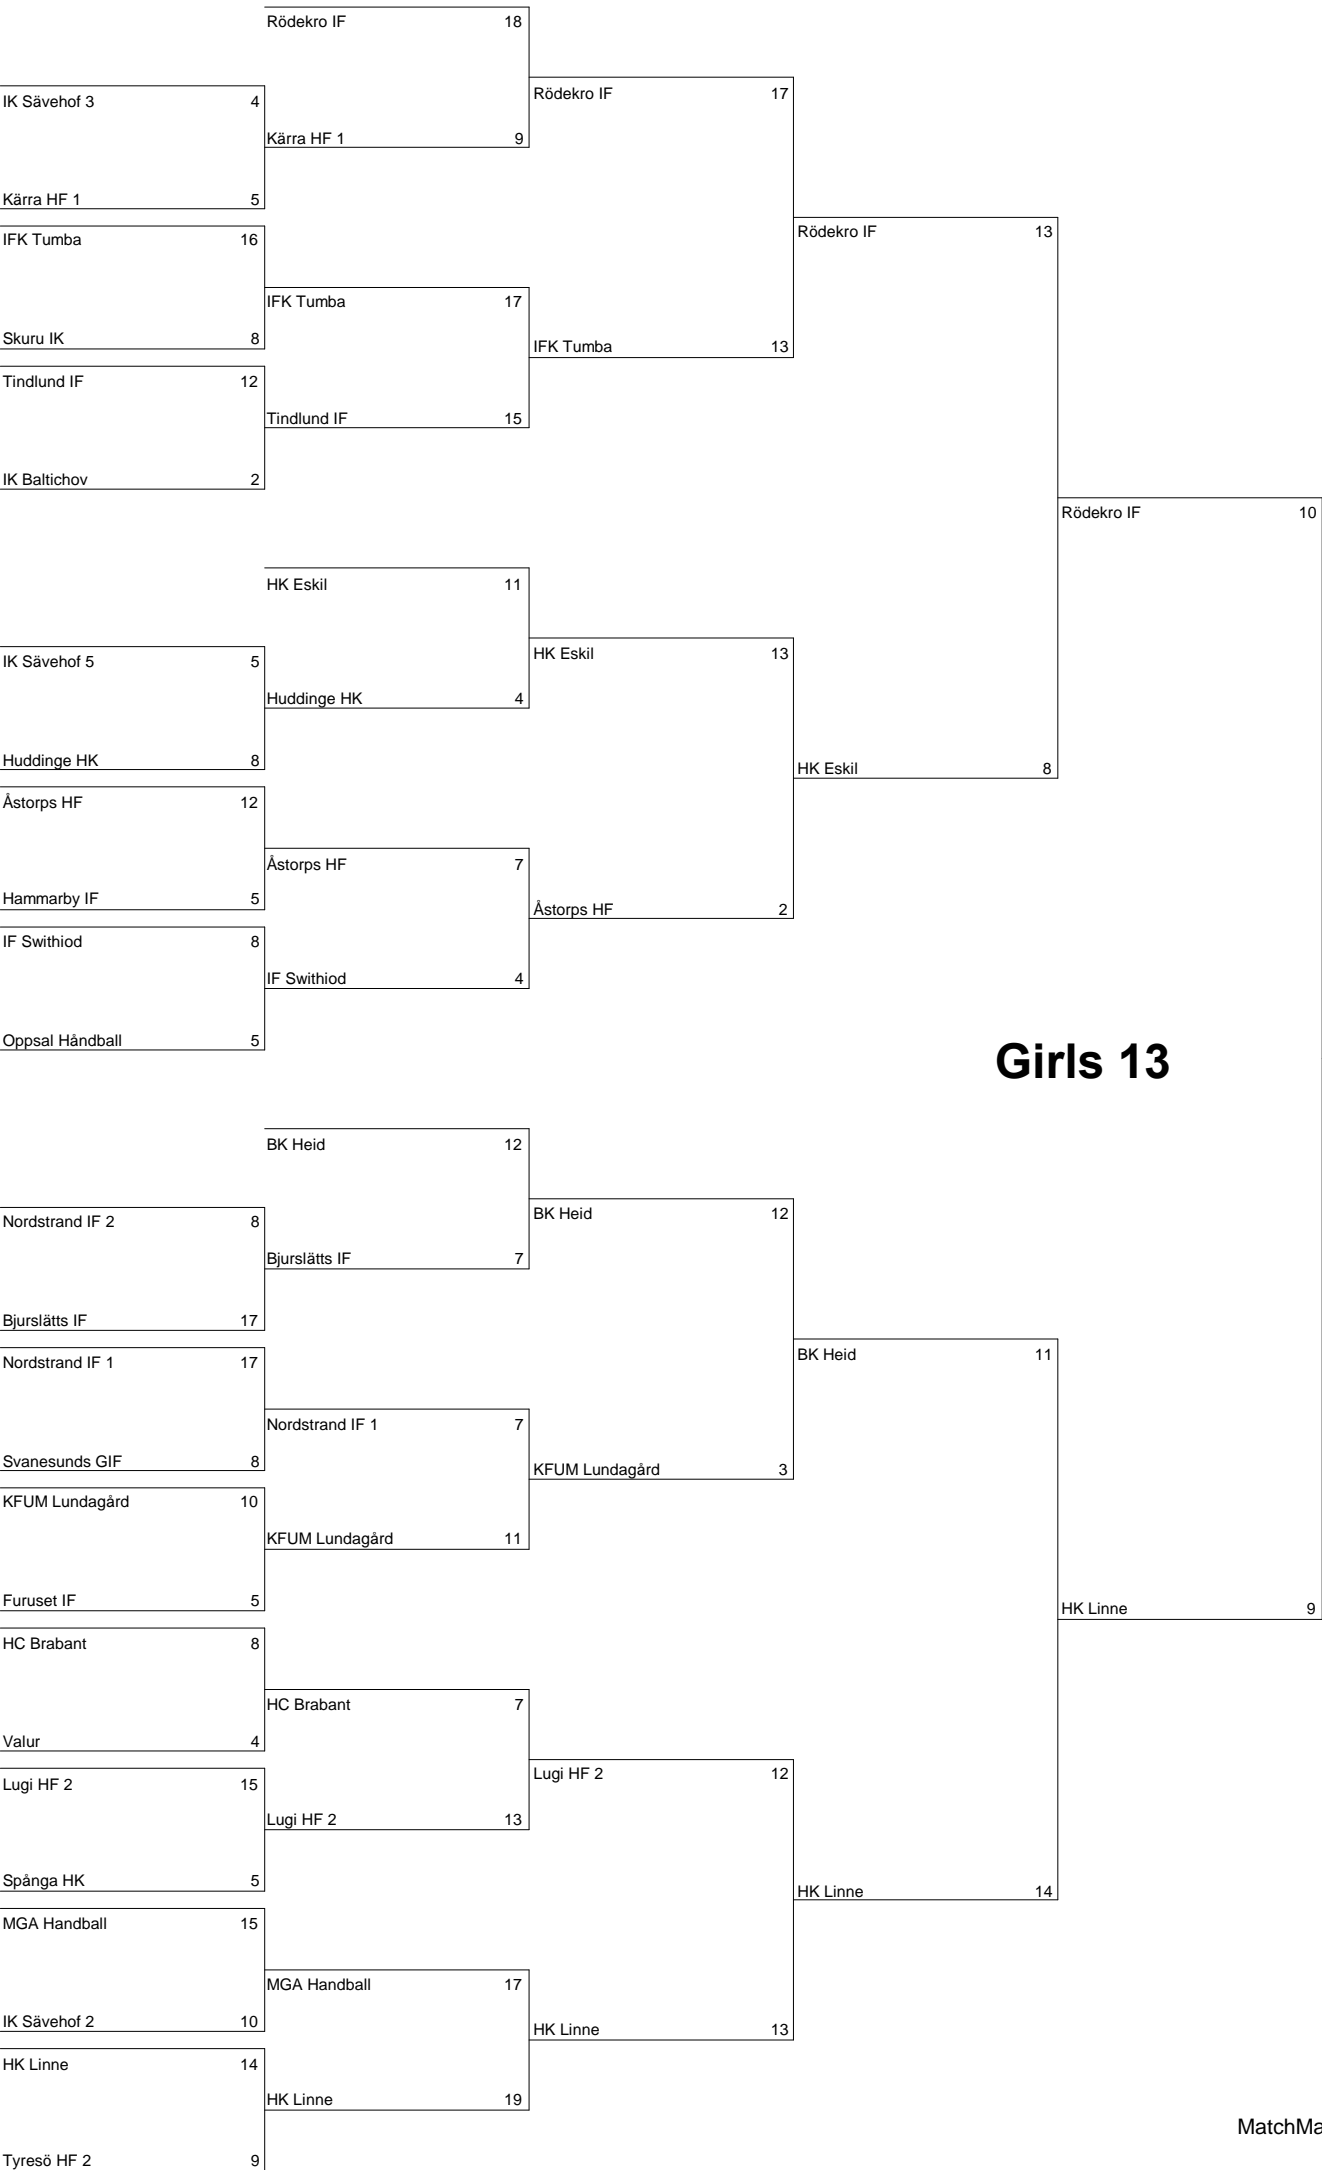 Rödekro IF 18
Rödekro IF 17
IK Sävehof 3 4
Kärra HF 1 9
Kärra HF 1 5
Rödekro IF 13
IFK Tumba 16
IFK Tumba 17
Skuru IK 8
IFK Tumba 13
Tindlund IF 12
Tindlund IF 15
IK Baltichov 2
Rödekro IF 10
HK Eskil 11
HK Eskil 13
IK Sävehof 5 5
Huddinge HK 4
Huddinge HK 8
HK Eskil 8
Åstorps HF 12
Åstorps HF 7
Hammarby IF 5
Åstorps HF 2
IF Swithiod 8
IF Swithiod 4
Oppsal Håndball 5
Girls 13
BK Heid 12
BK Heid 12
Nordstrand IF 2 8
Bjurslätts IF 7
Bjurslätts IF 17
BK Heid 11
Nordstrand IF 1 17
Nordstrand IF 1 7
Svanesunds GIF 8
KFUM Lundagård 3
KFUM Lundagård 10
KFUM Lundagård 11
Furuset IF 5
HK Linne 9
HC Brabant 8
HC Brabant 7
Valur 4
Lugi HF 2 12
Lugi HF 2 15
Lugi HF 2 13
Spånga HK 5
HK Linne 14
MGA Handball 15
MGA Handball 17
IK Sävehof 2 10
HK Linne 13
HK Linne 14
HK Linne 19
MatchMa
Tyresö HF 2 9